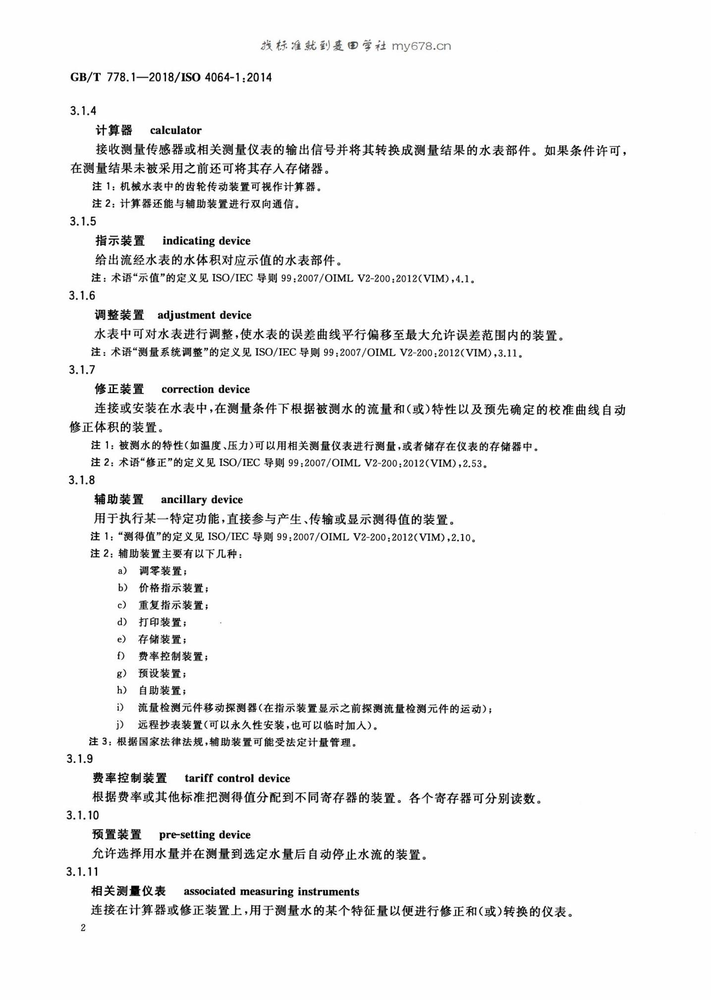 找标准就到麦田学社 my678.cn
GB/T 778.1—2018/ISO 4064-1:2014
3.1.4
计算器 calculator
接收测量传感器或相关测量仪表的输出信号并将其转换成测量结果的水表部件。如果条件许可，
在测量结果未被采用之前还可将其存入存储器。
注 1：机械水表中的齿轮传动装置可视作计算器。
注 2：计算器还能与辅助装置进行双向通信。
3.1.5
指示装置 indicating device
给出流经水表的水体积对应示值的水表部件。
注：术语“示值”的定义见 ISO/IEC 导则 99:2007/OIML V2-200:2012(VIM),4.1。
3.1.6
调整装置 adjustment device
水表中可对水表进行调整,使水表的误差曲线平行偏移至最大允许误差范围内的装置。
注：术语“测量系统调整”的定义见 ISO/IEC 导则 99:2007/OIML V2-200:2012(VIM),3.11。
3.1.7
修正装置 correction device
连接或安装在水表中,在测量条件下根据被测水的流量和(或)特性以及预先确定的校准曲线自动
修正体积的装置。
注 1：被测水的特性(如温度、压力)可以用相关测量仪表进行测量,或者储存在仪表的存储器中。
注 2：术语“修正”的定义见 ISO/IEC 导则 99:2007/OIML V2-200:2012(VIM),2.53。
3.1.8
辅助装置 ancillary device
用于执行某一特定功能,直接参与产生、传输或显示测得值的装置。
注 1：“测得值”的定义见 ISO/IEC 导则 99:2007/OIML V2-200:2012(VIM),2.10。
注 2：辅助装置主要有以下几种：
a) 调零装置；
b) 价格指示装置；
c) 重复指示装置；
d) 打印装置；
e) 存储装置；
f) 费率控制装置；
g) 预设装置；
h) 自助装置；
i) 流量检测元件移动探测器(在指示装置显示之前探测流量检测元件的运动)；
j) 远程抄表装置(可以永久性安装,也可以临时加入)。
注 3：根据国家法律法规,辅助装置可能受法定计量管理。
3.1.9
费率控制装置 tariff control device
根据费率或其他标准把测得值分配到不同寄存器的装置。各个寄存器可分别读数。
3.1.10
预置装置 pre-setting device
允许选择用水量并在测量到选定水量后自动停止水流的装置。
3.1.11
相关测量仪表 associated measuring instruments
连接在计算器或修正装置上,用于测量水的某个特征量以便进行修正和(或)转换的仪表。
2